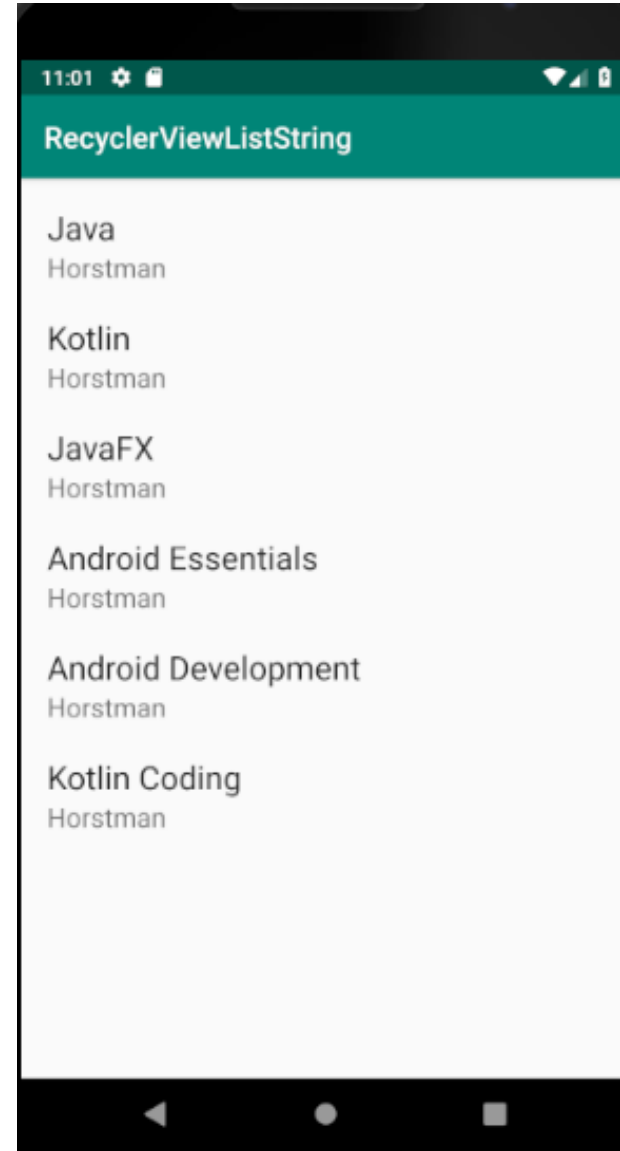 11:01
RecyclerViewListString
Java
Horstman
Kotlin
Horstman
JavaFX
Horstman
Android Essentials
Horstman
Android Development
Horstman
Kotlin Coding
Horstman